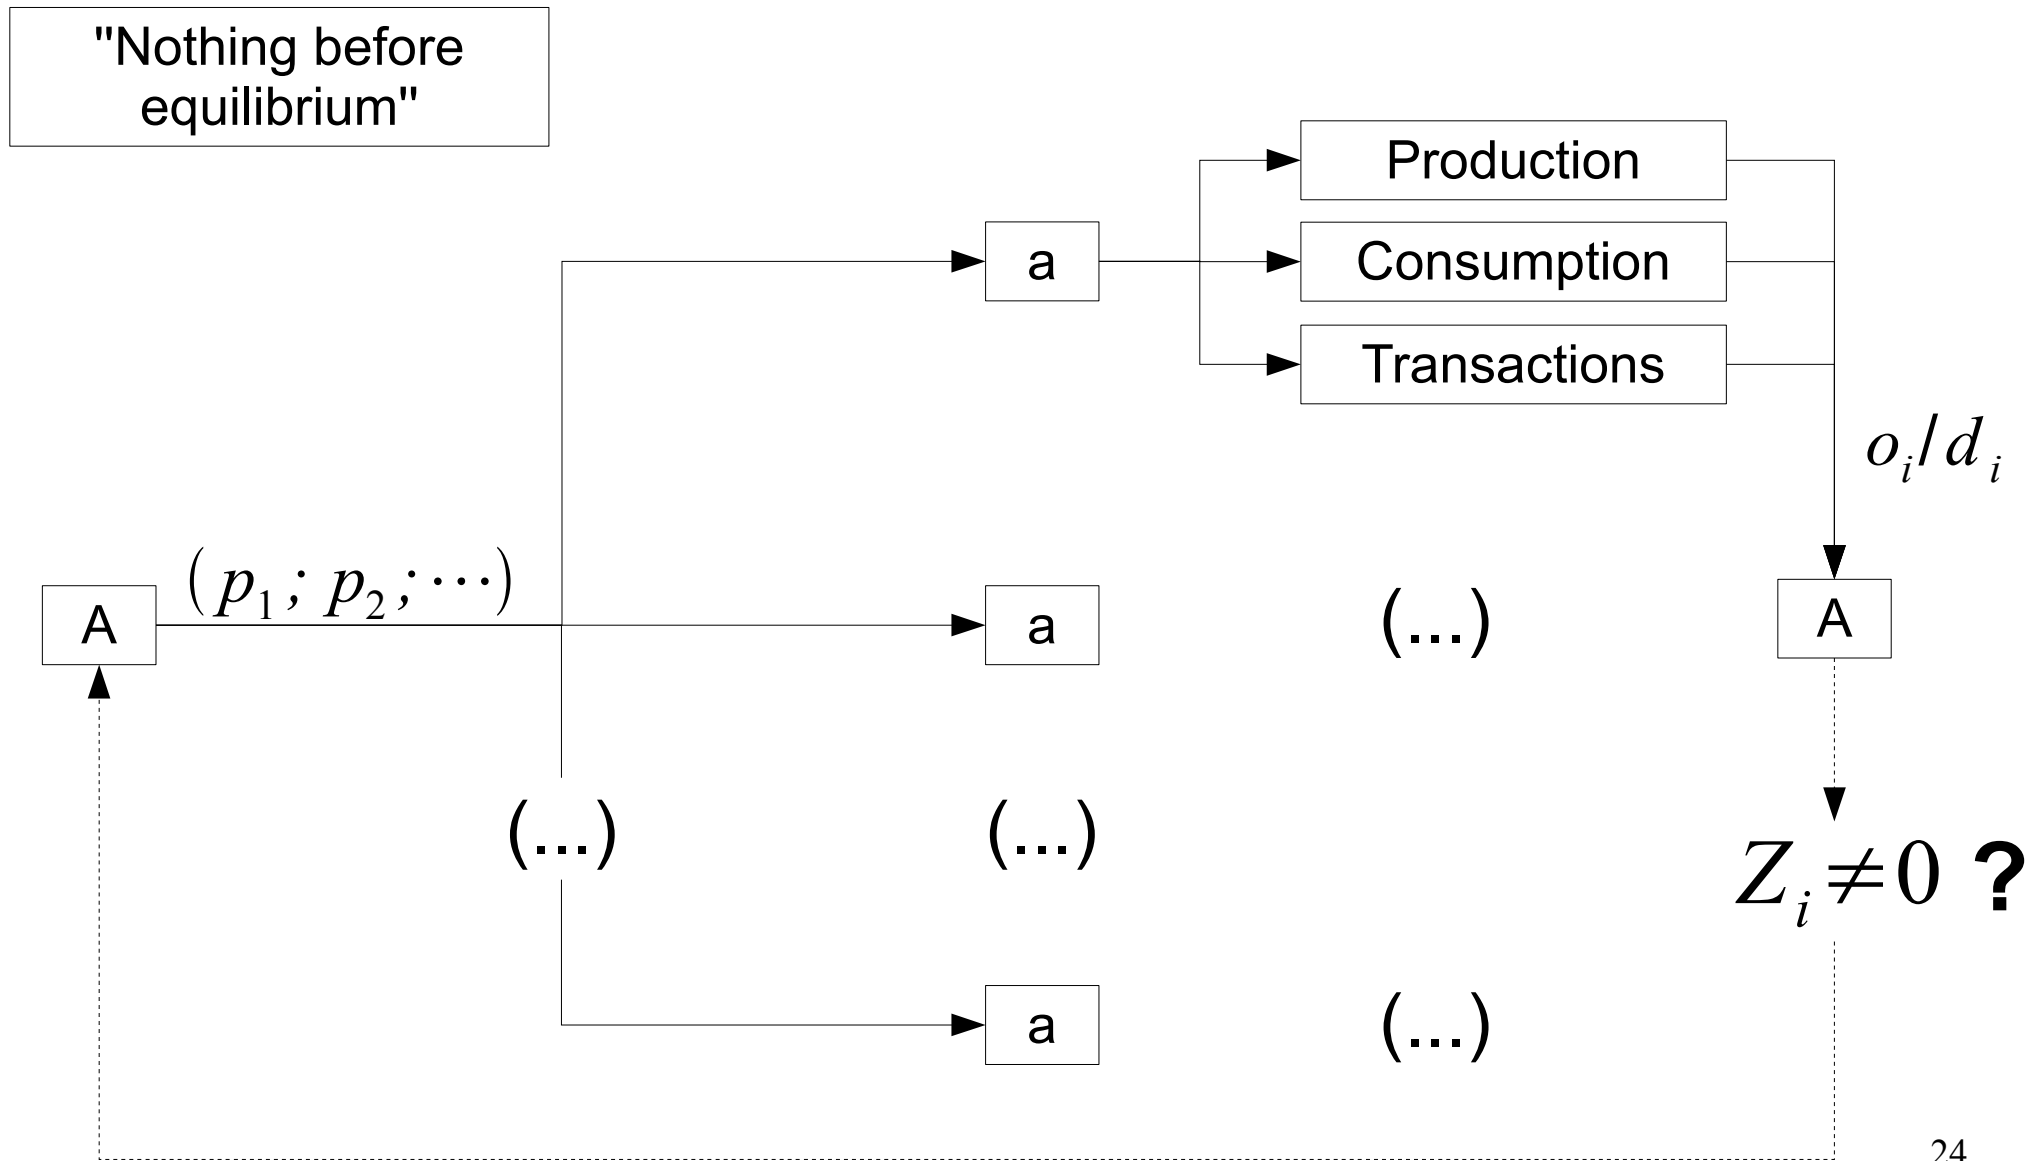 "Nothing before
equilibrium"
Production
a
Consumption
Transactions
o_i / d_i
(p_1 ; p_2 ; ⋯)
A
a
(...)
A
(...)
(...)
Z_i ≠ 0 ?
a
(...)
24